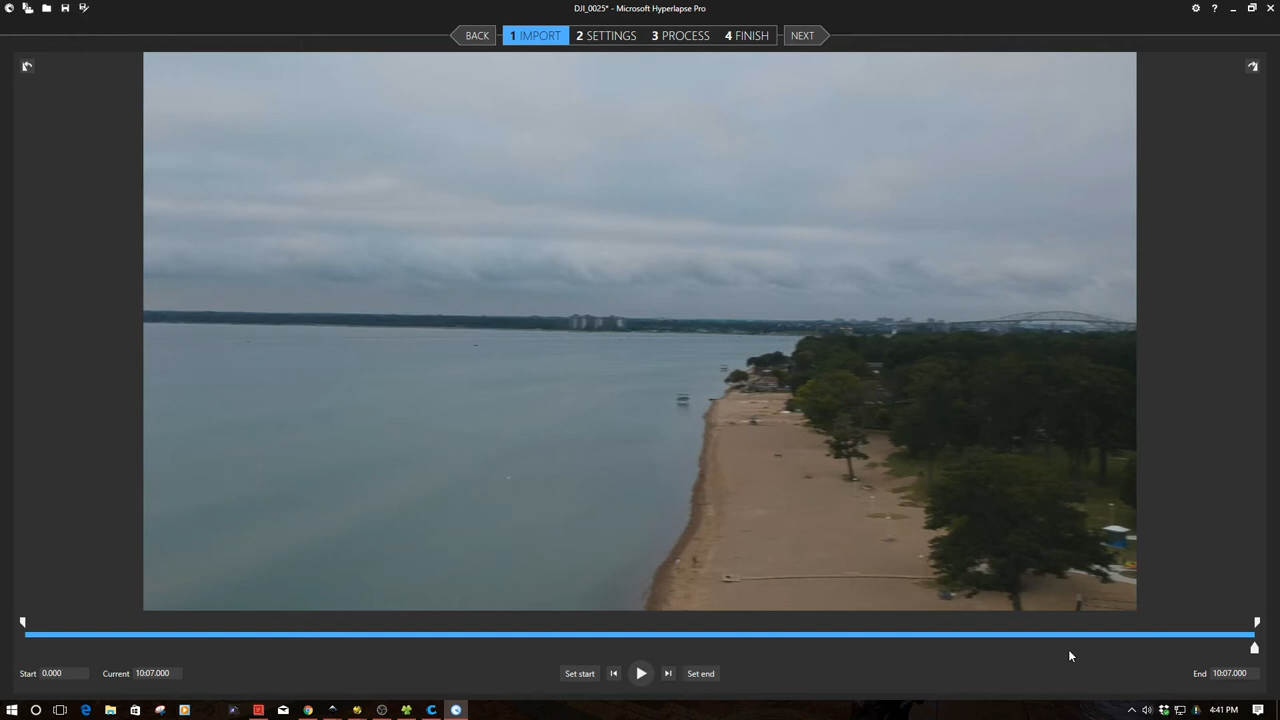 DJI_0025* - Microsoft Hyperlapse Pro
BACK 1 IMPORT 2 SETTINGS 3 PROCESS 4 FINISH NEXT
Start 0.000 Current 10:07.000 Set start Set end End 10:07.000
4:41 PM